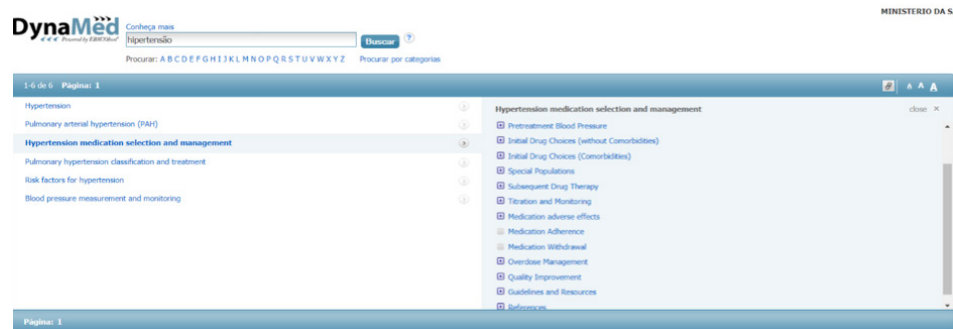 MINISTERIO DA S
DynaMed
Powered by EBSCOhost
Conheça mais
hipertensão
Buscar ?
Procurar: A B C D E F G H I J K L M N O P Q R S T U V W X Y Z Procurar por categorias
1-6 de 6 Página: 1
A A A
Hypertension
Pulmonary arterial hypertension (PAH)
Hypertension medication selection and management
Pulmonary hypertension classification and treatment
Risk factors for hypertension
Blood pressure measurement and monitoring
Hypertension medication selection and management close ×
Pretreatment Blood Pressure
Initial Drug Choices (without Comorbidities)
Initial Drug Choices (Comorbidities)
Special Populations
Subsequent Drug Therapy
Titration and Monitoring
Medication adverse effects
Medication Adherence
Medication Withdrawal
Overdose Management
Quality Improvement
Guidelines and Resources
References
Página: 1